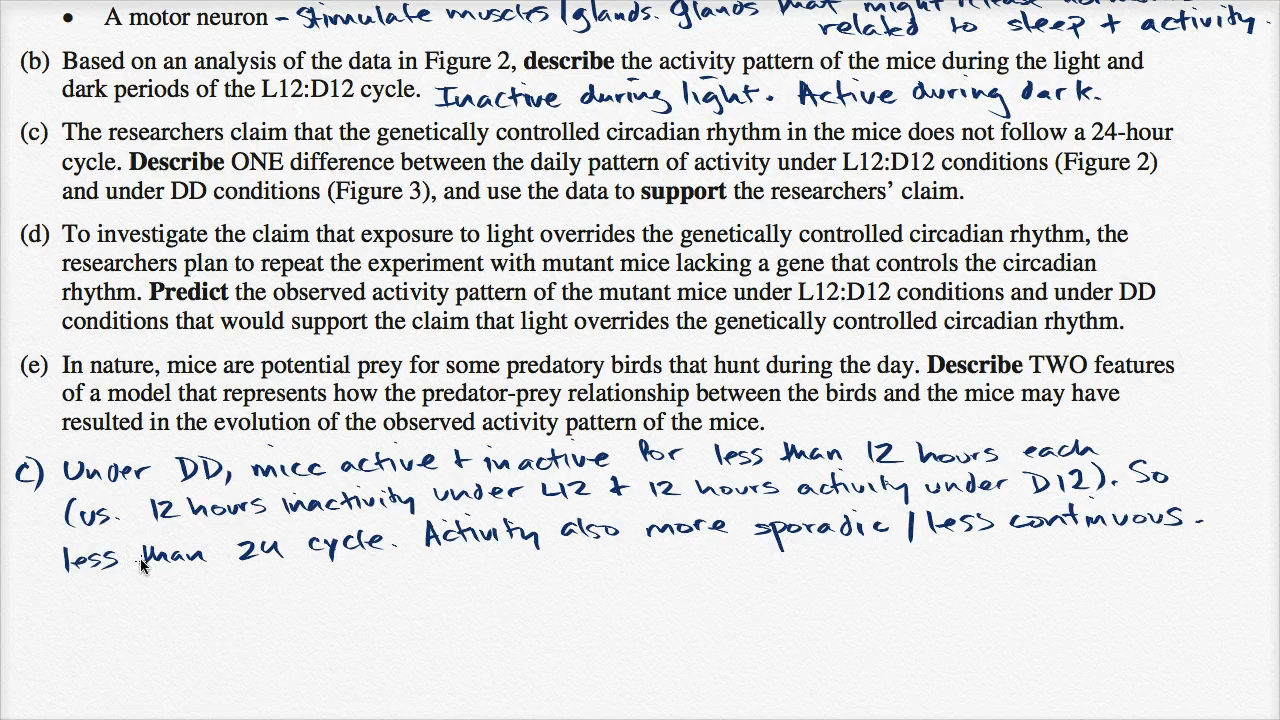 • A motor neuron - Stimulate muscles/glands. Glands that might release
related to sleep + activity.
(b) Based on an analysis of the data in Figure 2, describe the activity pattern of the mice during the light and
dark periods of the L12:D12 cycle. Inactive during light. Active during dark.
(c) The researchers claim that the genetically controlled circadian rhythm in the mice does not follow a 24-hour
cycle. Describe ONE difference between the daily pattern of activity under L12:D12 conditions (Figure 2)
and under DD conditions (Figure 3), and use the data to support the researchers’ claim.
(d) To investigate the claim that exposure to light overrides the genetically controlled circadian rhythm, the
researchers plan to repeat the experiment with mutant mice lacking a gene that controls the circadian
rhythm. Predict the observed activity pattern of the mutant mice under L12:D12 conditions and under DD
conditions that would support the claim that light overrides the genetically controlled circadian rhythm.
(e) In nature, mice are potential prey for some predatory birds that hunt during the day. Describe TWO features
of a model that represents how the predator-prey relationship between the birds and the mice may have
resulted in the evolution of the observed activity pattern of the mice.
c) Under DD, mice active + inactive for less than 12 hours each
(vs. 12 hours inactivity under L12 + 12 hours activity under D12). So
less than 24 cycle. Activity also more sporadic / less continuous.